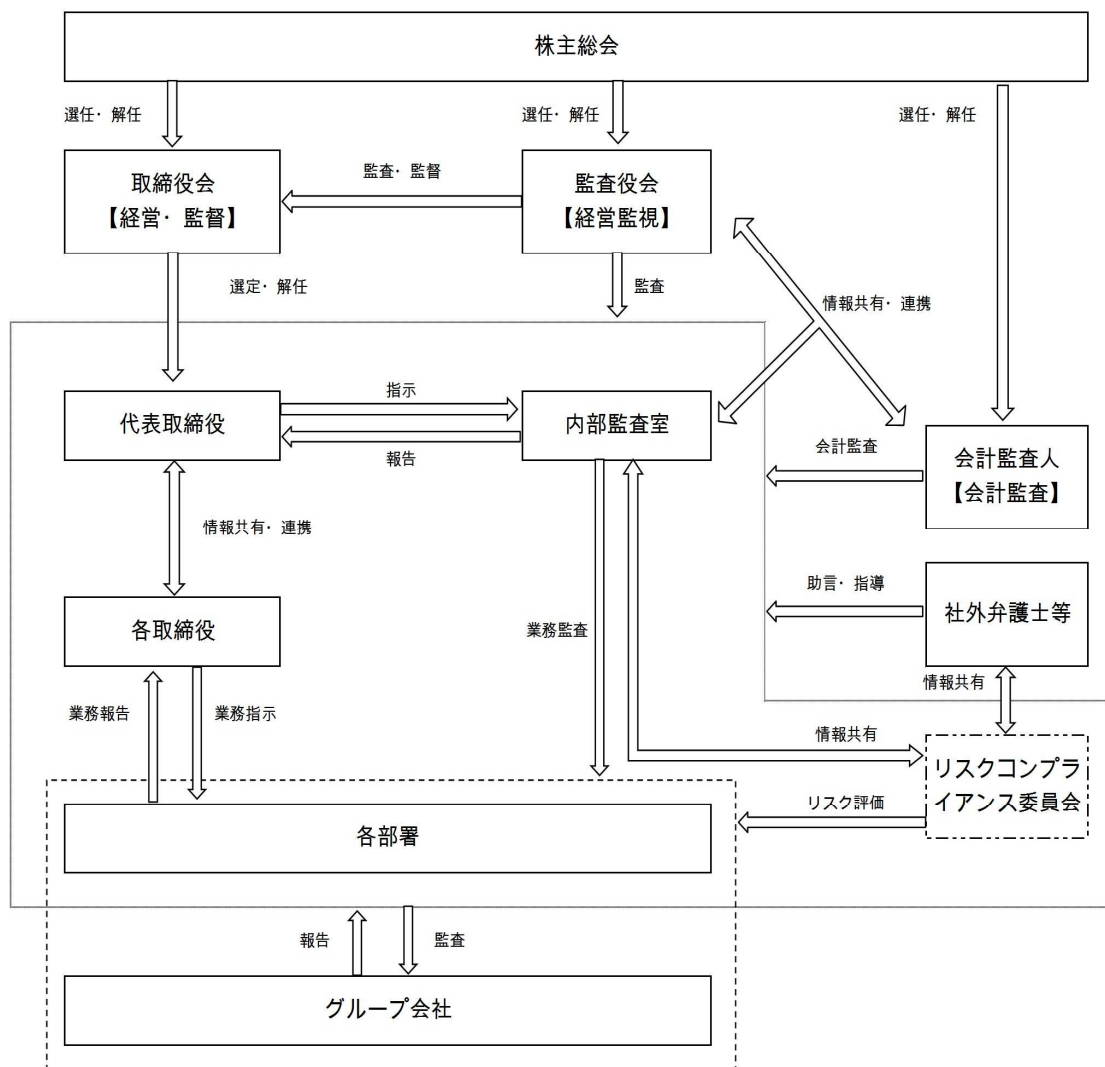 株主総会
選任・解任
選任・解任
選任・解任
取締役会
【経営・監督】
監査・監督
監査役会
【経営監視】
選定・解任
監査
情報共有・連携
代表取締役
指示
報告
内部監査室
会計監査
会計監査人
【会計監査】
情報共有・連携
助言・指導
社外弁護士等
各取締役
業務監査
情報共有
業務報告
業務指示
情報共有
リスクコンプラ
イアンス委員会
リスク評価
各部署
報告
監査
グループ会社